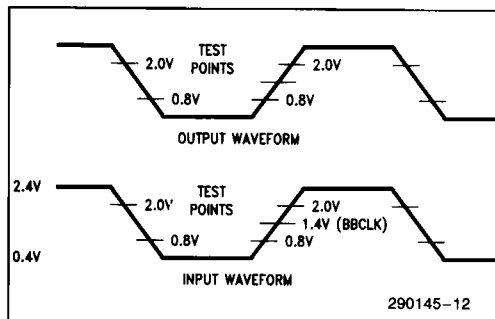 TEST
POINTS
2.0V
2.0V
0.8V
0.8V
OUTPUT WAVEFORM
2.4V
TEST
POINTS
2.0V
2.0V
1.4V (BBCLK)
0.8V
0.8V
0.4V
INPUT WAVEFORM
290145-12